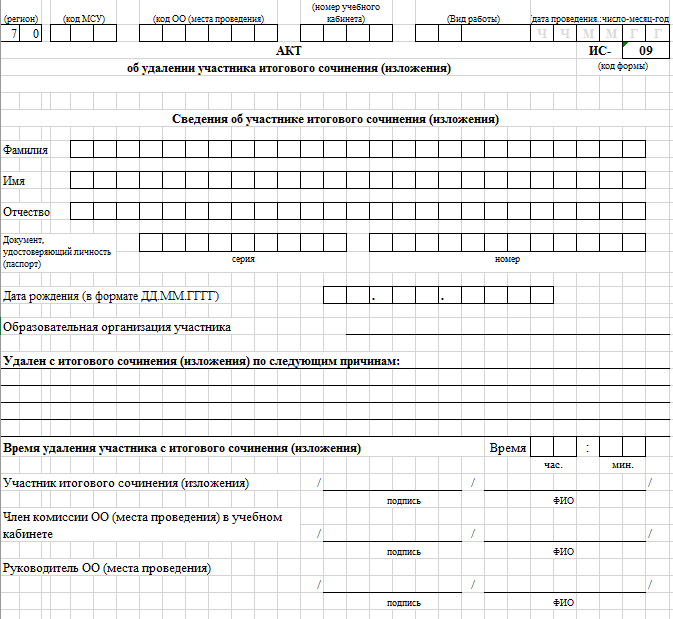 (номер учебного
(регион) (код МСУ) (код ОО (места проведения) кабинета) (Вид работы) дата проведения.:число-месяц-год
7 0 Ч Ч М М Г Г
АКТ ИС- 09
об удалении участника итогового сочинения (изложения) (код формы)
Сведения об участнике итогового сочинения (изложения)
Фамилия
Имя
Отчество
Документ,
удостоверяющий личность
(паспорт)
серия номер
Дата рождения (в формате ДД.ММ.ГГГГ) . .
Образовательная организация участника
Удален с итогового сочинения (изложения) по следующим причинам:
Время удаления участника с итогового сочинения (изложения) Время :
час. мин.
Участник итогового сочинения (изложения) / / /
подпись ФИО
Член комиссии ОО (места проведения) в учебном
кабинете / / /
подпись ФИО
Руководитель ОО (места проведения)
/ / /
подпись ФИО